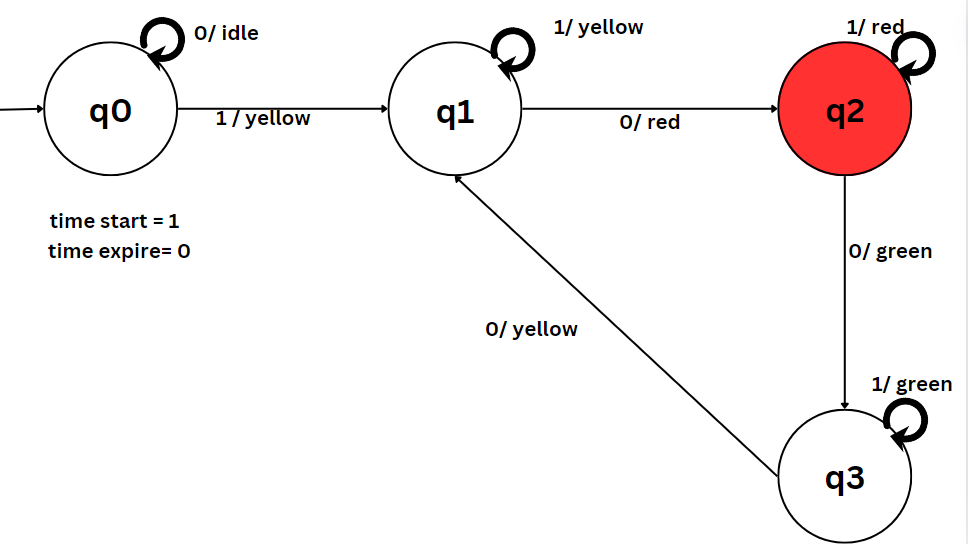 0/ idle
1/ yellow
1/ red
q0
1 / yellow
q1
0/ red
q2
time start = 1
time expire= 0
0/ green
0/ yellow
1/ green
q3